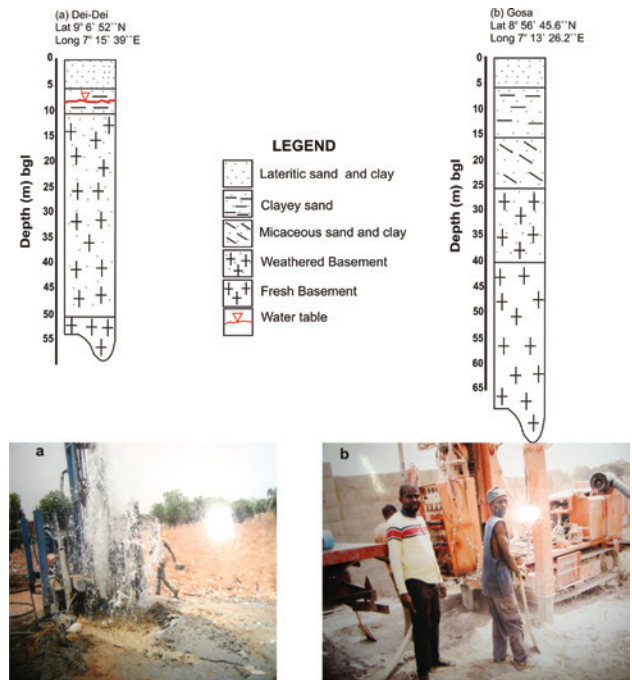 (a) Dei-Dei
Lat 9° 6` 52``N
Long 7° 15` 39``E
0
5
10
15
20
25
30
35
40
45
50
55
Depth (m) bgl
LEGEND
Lateritic sand and clay
Clayey sand
Micaceous sand and clay
Weathered Basement
Fresh Basement
Water table
(b) Gosa
Lat 8° 56` 45.6``N
Long 7° 13` 26.2``E
0
5
10
15
20
25
30
35
40
45
50
55
60
65
Depth (m) bgl
a
b